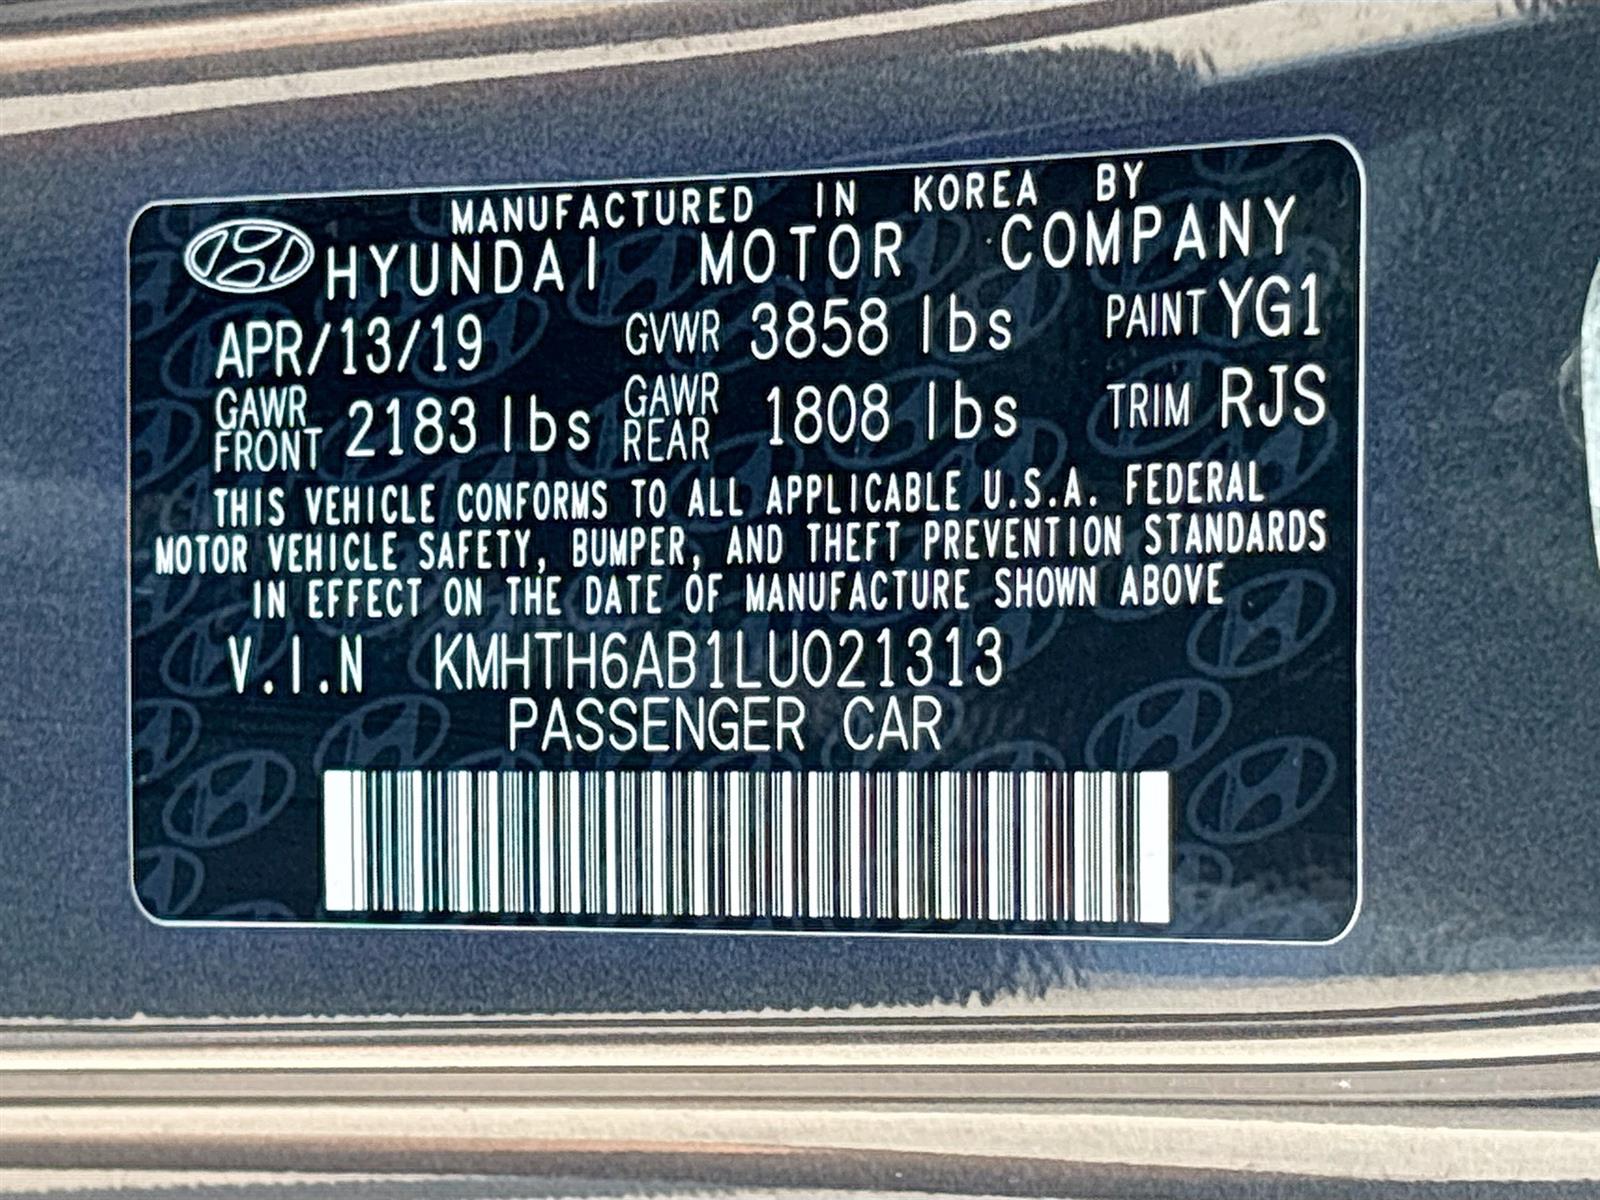 MANUFACTURED IN KOREA BY
HYUNDAI MOTOR COMPANY
APR/13/19 GVWR 3858 lbs PAINT YG1
GAWR FRONT 2183 lbs GAWR REAR 1808 lbs TRIM RJS
THIS VEHICLE CONFORMS TO ALL APPLICABLE U.S.A. FEDERAL
MOTOR VEHICLE SAFETY, BUMPER, AND THEFT PREVENTION STANDARDS
IN EFFECT ON THE DATE OF MANUFACTURE SHOWN ABOVE
V.I.N KMHTH6AB1LU021313
PASSENGER CAR